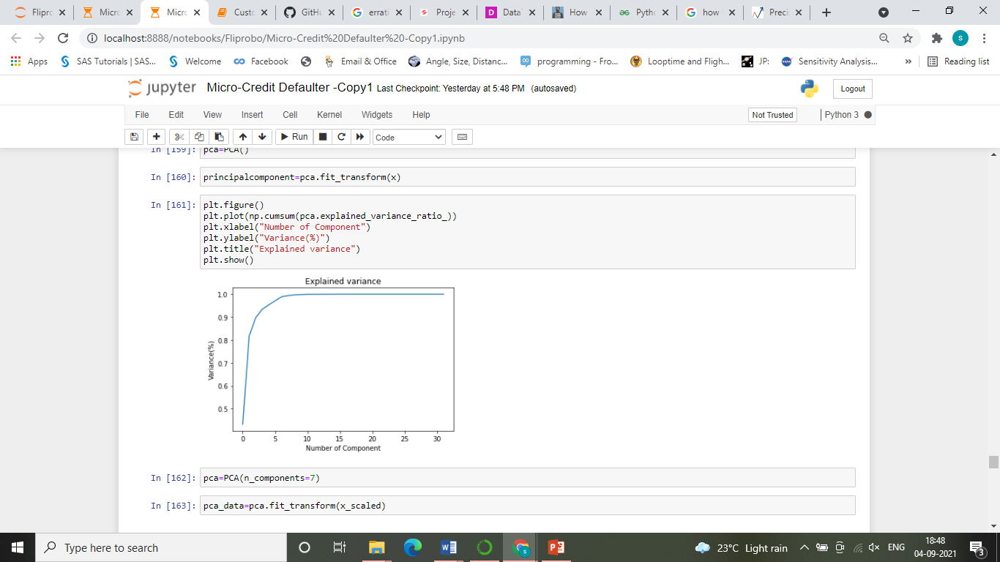 Flipro
Micro
Micro
Custo
GitHu
errati
Proje
DataT
How
Pytho
how
Preci
localhost:8888/notebooks/Fliprobo/Micro-Credit%20Defaulter%20-Copy1.ipynb
S
Apps
SAS Tutorials | SAS...
Welcome
Facebook
Email & Office
Angle, Size, Distanc...
programming - Fro...
Looptime and Fligh...
JP:
Sensitivity Analysis...
»
Reading list
jupyter Micro-Credit Defaulter -Copy1 Last Checkpoint: Yesterday at 5:48 PM (autosaved)
Logout
File Edit View Insert Cell Kernel Widgets Help
Not Trusted
Python 3
Run
Code
In [159]: pca=PCA()
In [160]: principalcomponent=pca.fit_transform(x)
In [161]: plt.figure()
plt.plot(np.cumsum(pca.explained_variance_ratio_))
plt.xlabel("Number of Component")
plt.ylabel("Variance(%)")
plt.title("Explained variance")
plt.show()
Explained variance
1.0
0.9
0.8
0.7
0.6
0.5
Variance(%)
0 5 10 15 20 25 30
Number of Component
In [162]: pca=PCA(n_components=7)
In [163]: pca_data=pca.fit_transform(x_scaled)
Type here to search
23°C Light rain
ENG
18:48
04-09-2021
3